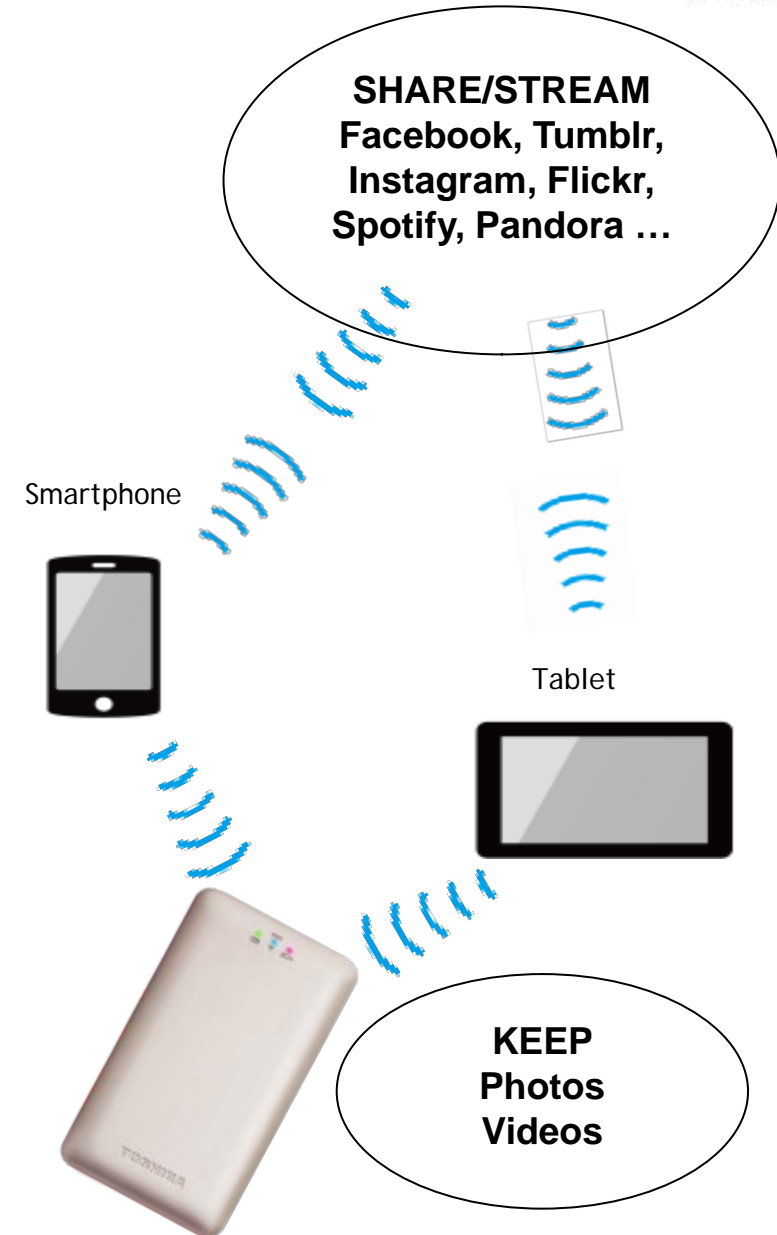 SHARE/STREAM
Facebook, Tumblr,
Instagram, Flickr,
Spotify, Pandora …
Smartphone
Tablet
TOSHIBA
KEEP
Photos
Videos